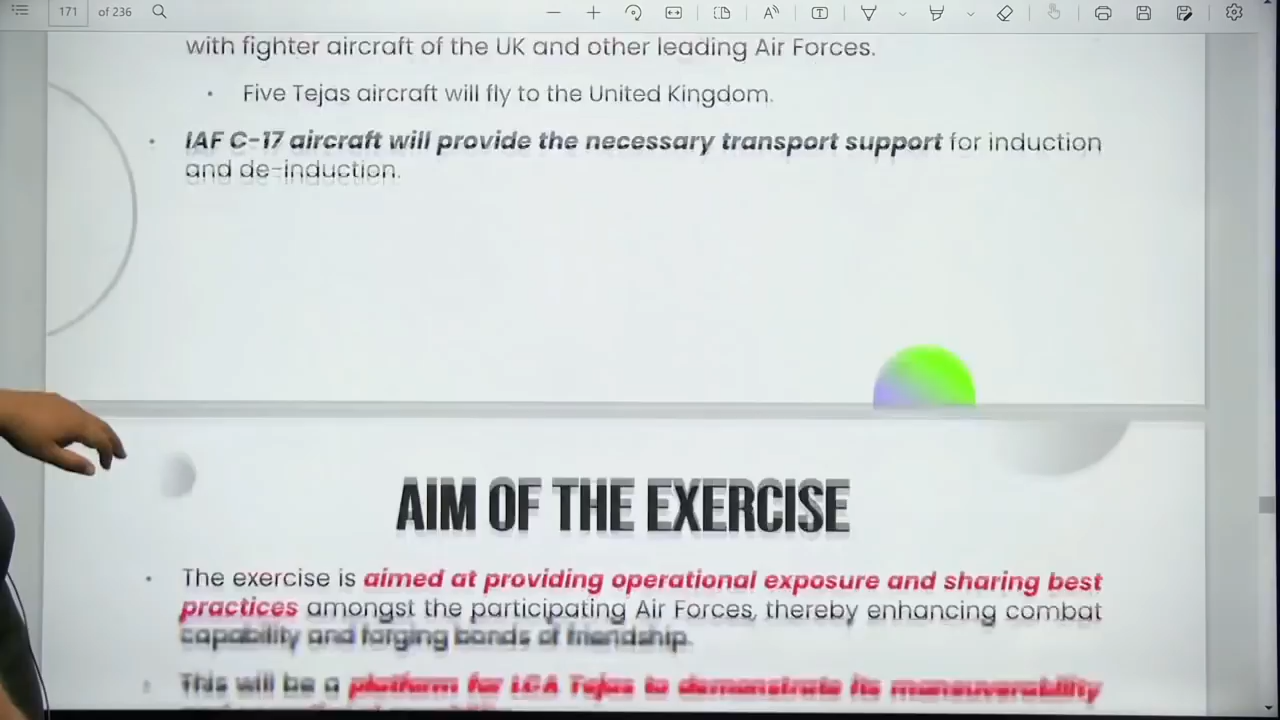 171 of 236
with fighter aircraft of the UK and other leading Air Forces.
• Five Tejas aircraft will fly to the United Kingdom.
• IAF C-17 aircraft will provide the necessary transport support for induction
and de-induction.
AIM OF THE EXERCISE
• The exercise is aimed at providing operational exposure and sharing best
practices amongst the participating Air Forces, thereby enhancing combat
capability and forging bonds of friendship.
• This will be a platform for LCA Tejas to demonstrate its maneuverability